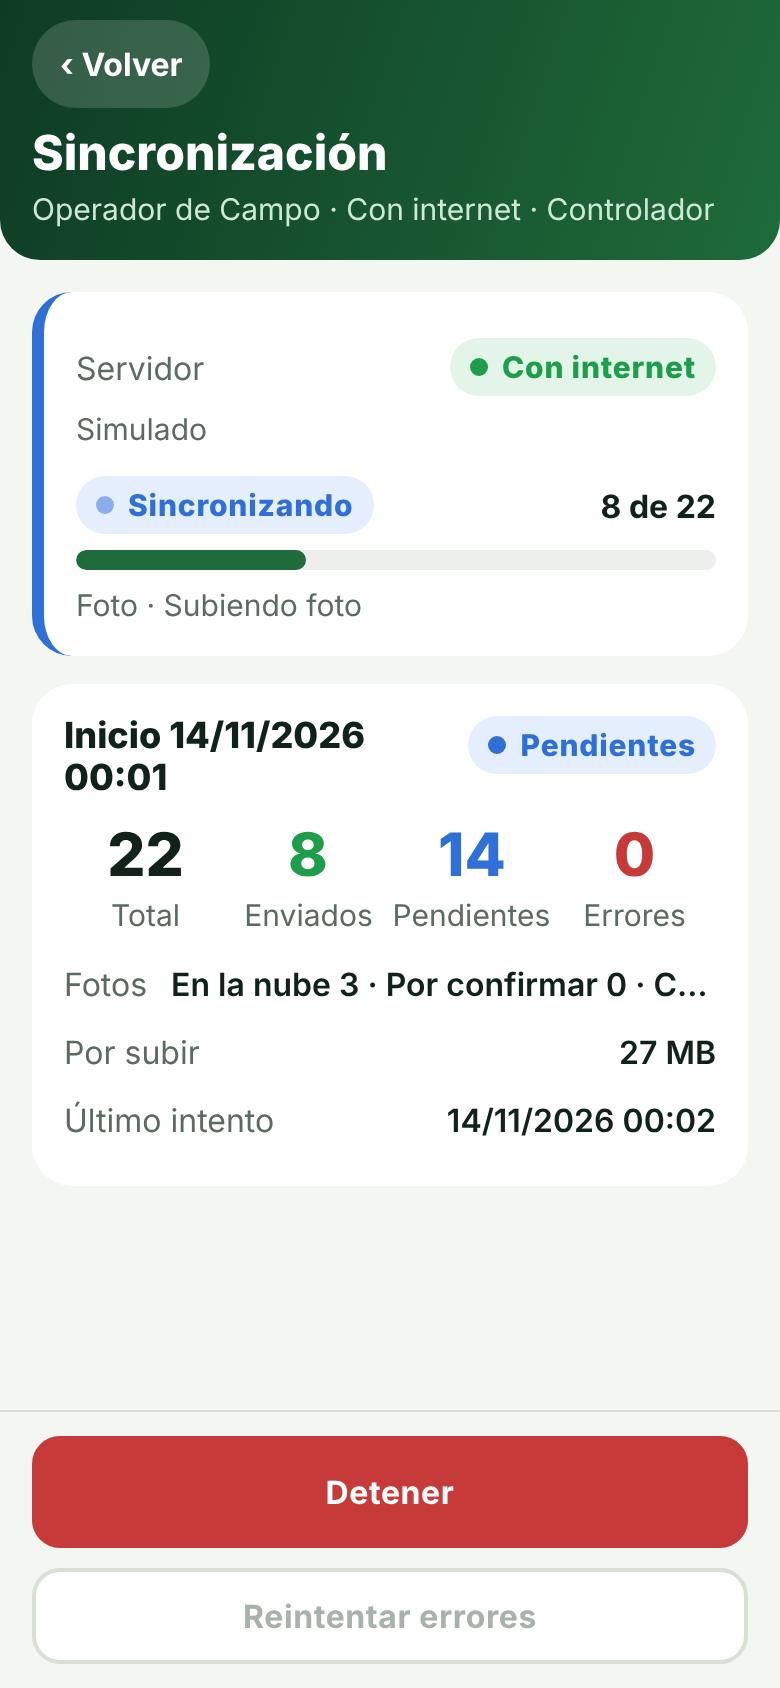 ‹ Volver
Sincronización
Operador de Campo · Con internet · Controlador
Servidor
Con internet
Simulado
Sincronizando
8 de 22
Foto · Subiendo foto
Inicio 14/11/2026
00:01
Pendientes
22 8 14 0
Total Enviados Pendientes Errores
Fotos En la nube 3 · Por confirmar 0 · C...
Por subir 27 MB
Último intento 14/11/2026 00:02
Detener
Reintentar errores